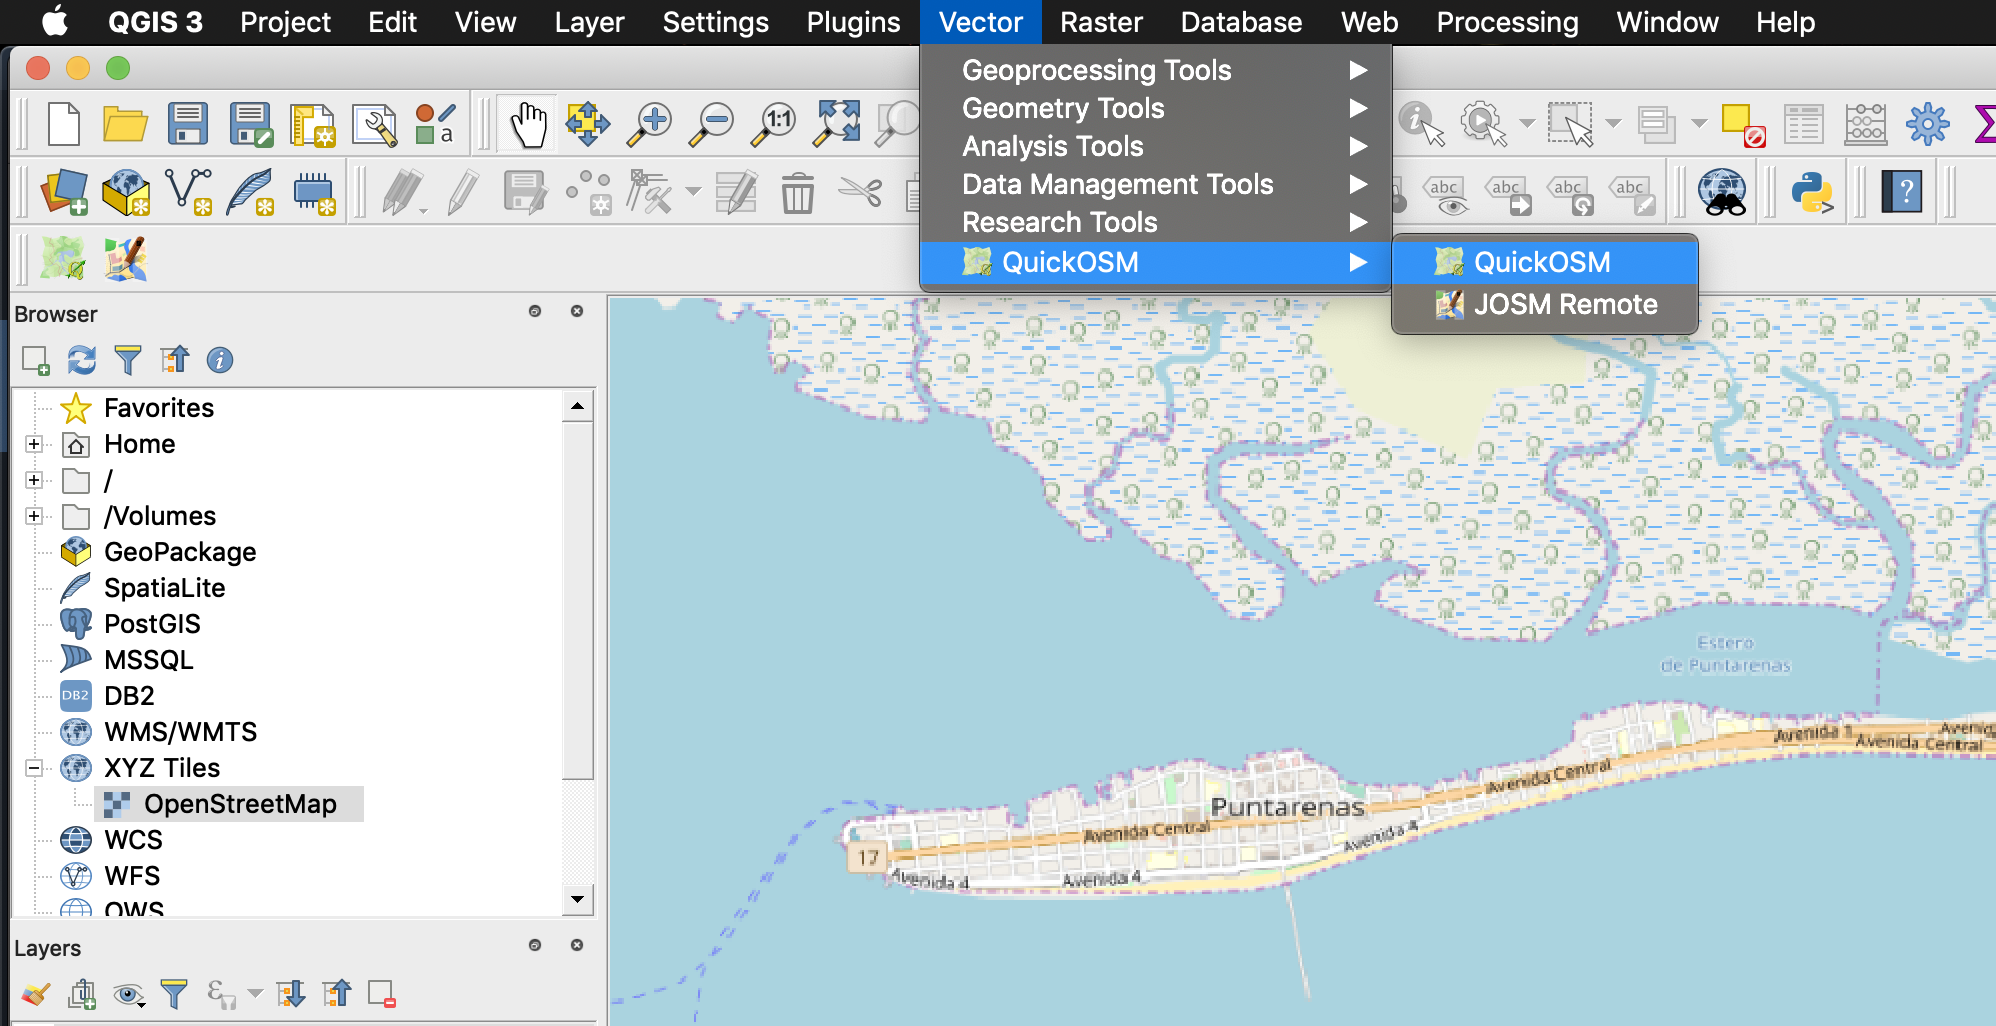 QGIS 3 Project Edit View Layer Settings Plugins Vector Raster Database Web Processing Window Help
Geoprocessing Tools
Geometry Tools
Analysis Tools
Data Management Tools
Research Tools
QuickOSM
QuickOSM
JOSM Remote
a
1:1
abc
abc
abc
abc
Browser
Favorites
Home
/
/Volumes
GeoPackage
SpatiaLite
PostGIS
MSSQL
DB2 DB2
WMS/WMTS
XYZ Tiles
OpenStreetMap
WCS
WFS
OWS
Layers
Estero
de Puntarenas
Avenida 1
Avenida Central
Avenida Central
Puntarenas
Avenida Central
Avenida 4
17
Avenida 4
Avenida 4